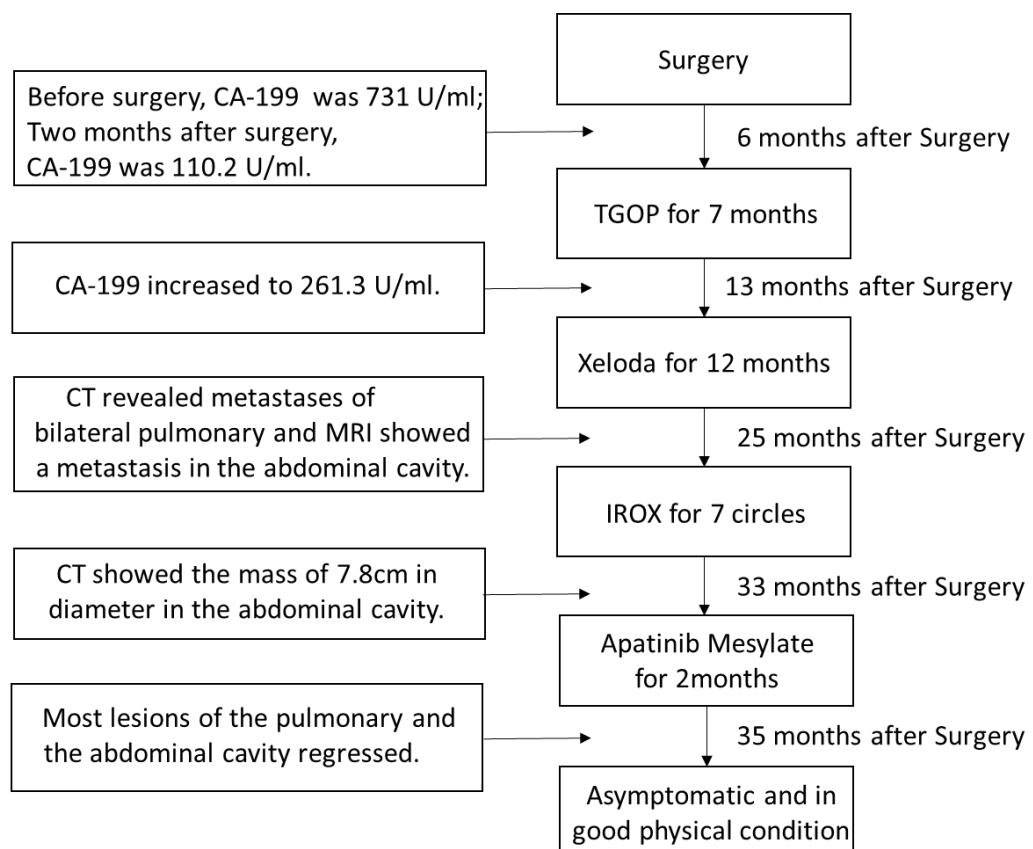 Surgery
Before surgery, CA-199 was 731 U/ml;
Two months after surgery,
CA-199 was 110.2 U/ml.
6 months after Surgery
TGOP for 7 months
CA-199 increased to 261.3 U/ml.
13 months after Surgery
Xeloda for 12 months
CT revealed metastases of
bilateral pulmonary and MRI showed
a metastasis in the abdominal cavity.
25 months after Surgery
IROX for 7 circles
CT showed the mass of 7.8cm in
diameter in the abdominal cavity.
33 months after Surgery
Apatinib Mesylate
for 2months
Most lesions of the pulmonary and
the abdominal cavity regressed.
35 months after Surgery
Asymptomatic and in
good physical condition